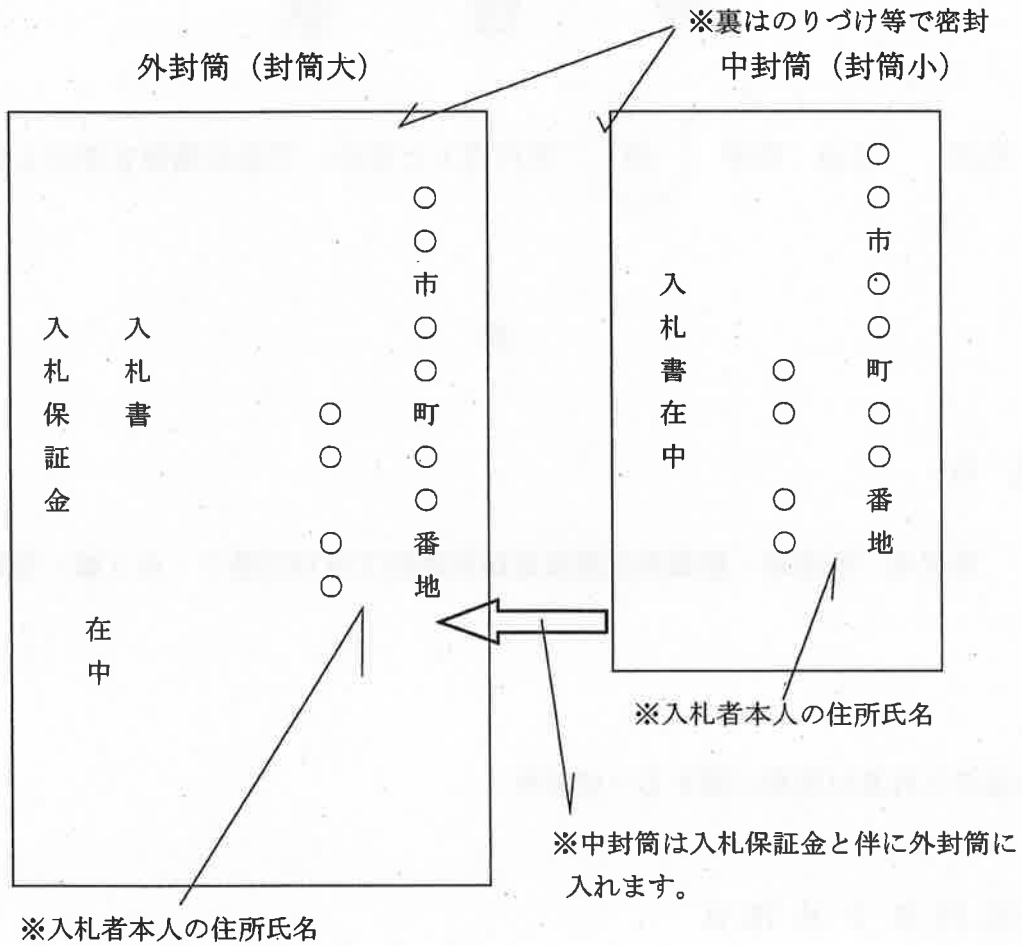 ※裏はのりづけ等で密封
外封筒（封筒大）
中封筒（封筒小）
○○市○○町○○番地
○○　○○
入札書
入札保証金
在中
○○市○○町○○番地
○○　○○
入札書在中
※入札者本人の住所氏名
※中封筒は入札保証金と伴に外封筒に
入れます。
※入札者本人の住所氏名